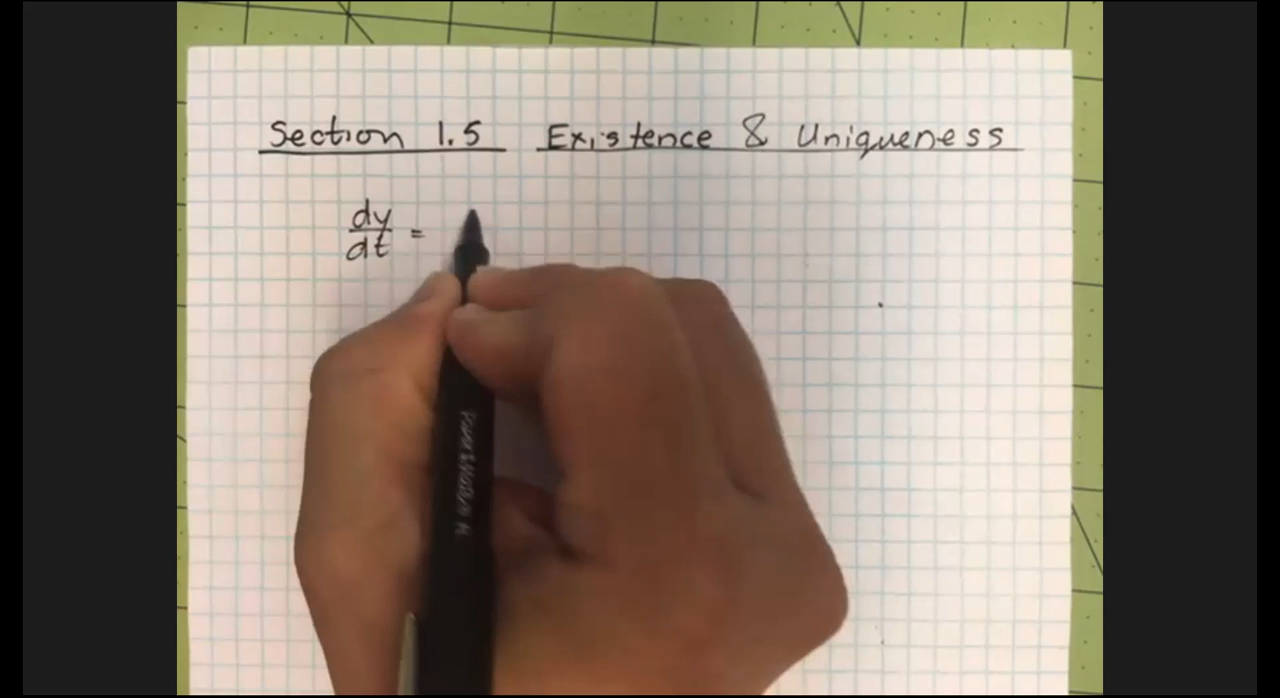 Section 1.5 Existence & Uniqueness
dy/dt =